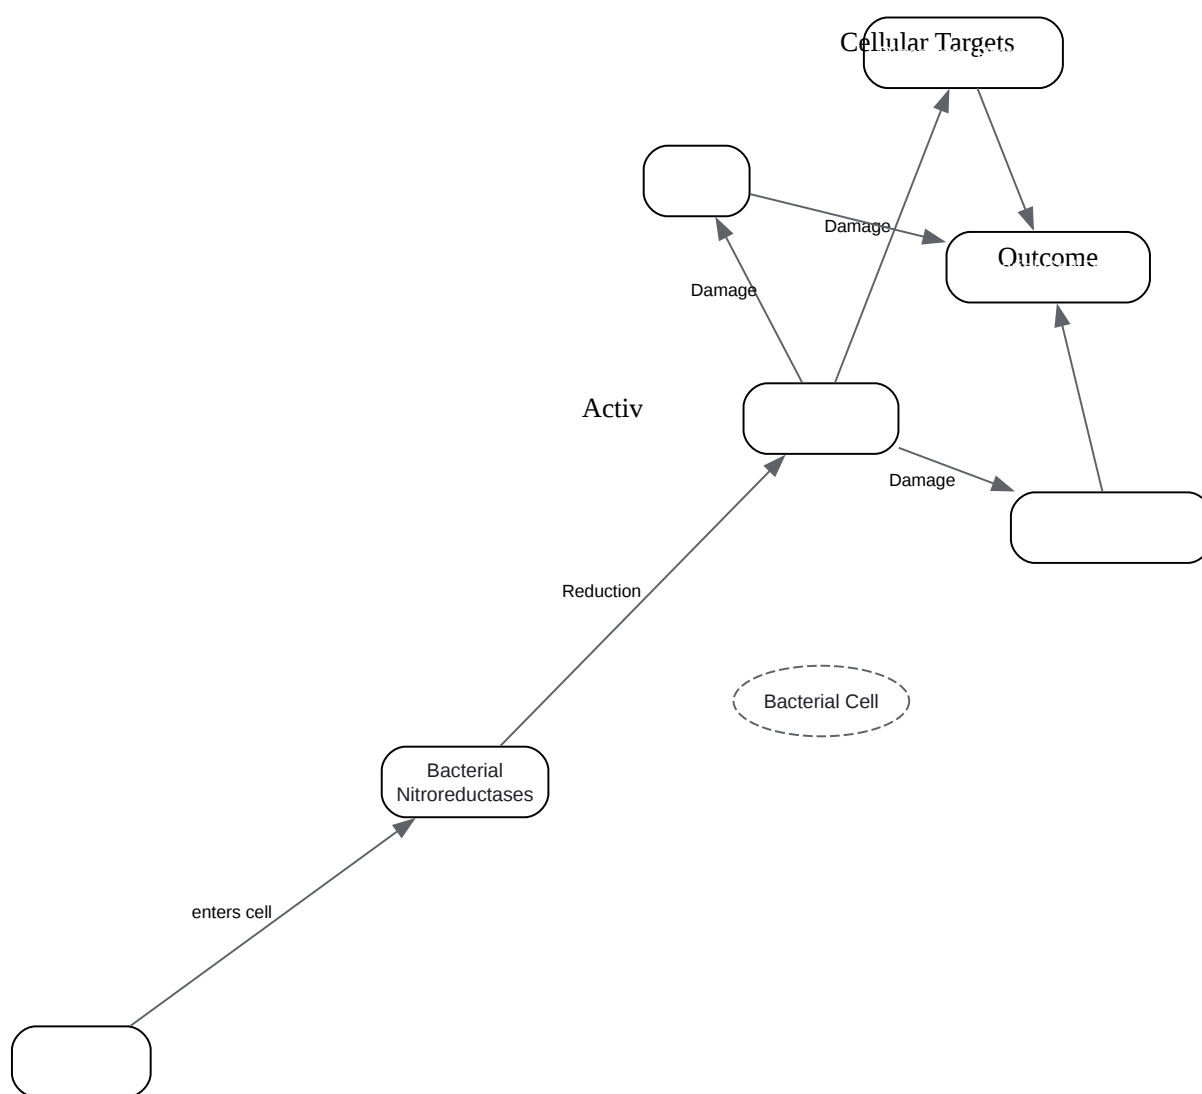 Cellular Targets
Damage
Outcome
Damage
Activ
Damage
Reduction
Bacterial Cell
Bacterial
Nitroreductases
enters cell